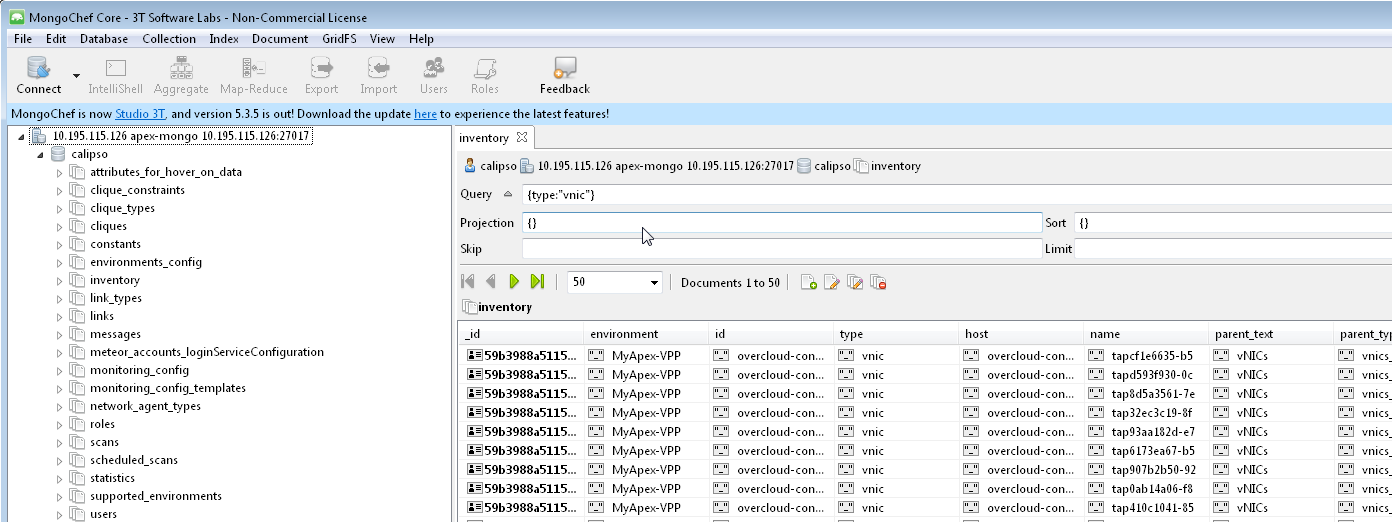 MongoChef Core - 3T Software Labs - Non-Commercial License
File Edit Database Collection Index Document GridFS View Help
Connect IntelliShell Aggregate Map-Reduce Export Import Users Roles Feedback
MongoChef is now Studio 3T, and version 5.3.5 is out! Download the update here to experience the latest features!
10.195.115.126 apex-mongo 10.195.115.126:27017
calipso
attributes_for_hover_on_data
clique_constraints
clique_types
cliques
constants
environments_config
inventory
link_types
links
messages
meteor_accounts_loginServiceConfiguration
monitoring_config
monitoring_config_templates
network_agent_types
roles
scans
scheduled_scans
statistics
supported_environments
users
inventory
calipso 10.195.115.126 apex-mongo 10.195.115.126:27017 calipso inventory
Query {type:"vnic"}
Projection {} Sort {}
Skip Limit
50 Documents 1 to 50
inventory
_id environment id type host name parent_text parent_typ
59b3988a5115... MyApex-VPP overcloud-con... vnic overcloud-con... tapcf1e6635-b5 vNICs vnics_
59b3988a5115... MyApex-VPP overcloud-con... vnic overcloud-con... tapd593f930-0c vNICs vnics_
59b3988a5115... MyApex-VPP overcloud-con... vnic overcloud-con... tap8d5a3561-7e vNICs vnics_
59b3988a5115... MyApex-VPP overcloud-con... vnic overcloud-con... tap32ec3c19-8f vNICs vnics_
59b3988a5115... MyApex-VPP overcloud-con... vnic overcloud-con... tap93aa182d-e7 vNICs vnics_
59b3988a5115... MyApex-VPP overcloud-con... vnic overcloud-con... tap6173ea67-b5 vNICs vnics_
59b3988a5115... MyApex-VPP overcloud-con... vnic overcloud-con... tap907b2b50-92 vNICs vnics_
59b3988a5115... MyApex-VPP overcloud-con... vnic overcloud-con... tap0ab14a06-f8 vNICs vnics_
59b3988a5115... MyApex-VPP overcloud-con... vnic overcloud-con... tap410c1041-85 vNICs vnics_